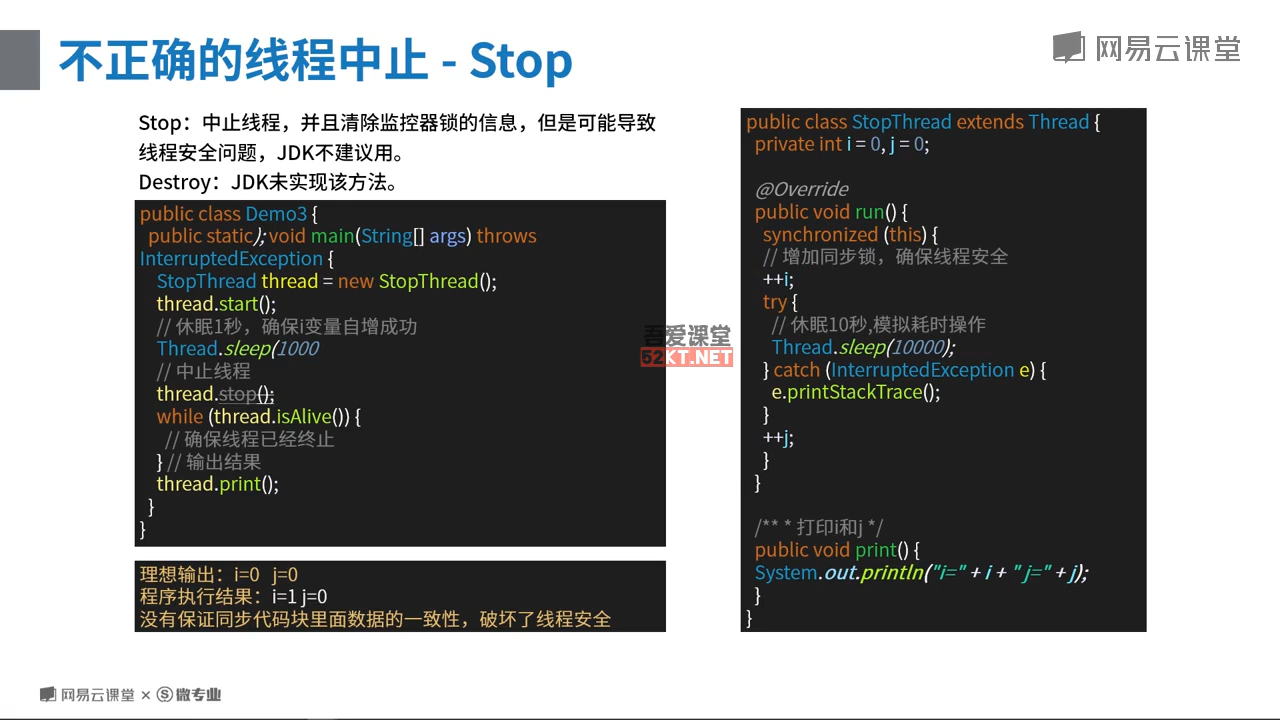 不正确的线程中止 - Stop
网易云课堂
Stop：中止线程，并且清除监控器锁的信息，但是可能导致
线程安全问题，JDK不建议用。
Destroy：JDK未实现该方法。
public class Demo3 {
public static); void main(String[] args) throws
InterruptedException {
StopThread thread = new StopThread();
thread.start();
// 休眠1秒，确保i变量自增成功
Thread.sleep(1000
// 中止线程
thread.stop();
while (thread.isAlive()) {
// 确保线程已经终止
} // 输出结果
thread.print();
}
}
理想输出：i=0 j=0
程序执行结果：i=1 j=0
没有保证同步代码块里面数据的一致性，破坏了线程安全
public class StopThread extends Thread {
private int i = 0, j = 0;
@Override
public void run() {
synchronized (this) {
// 增加同步锁，确保线程安全
++i;
try {
// 休眠10秒,模拟耗时操作
Thread.sleep(10000);
} catch (InterruptedException e) {
e.printStackTrace();
}
++j;
}
}
/** * 打印i和j */
public void print() {
System.out.println("i=" + i + " j=" + j);
}
}
吾爱课堂
52KT.NET
网易云课堂 × S 微专业